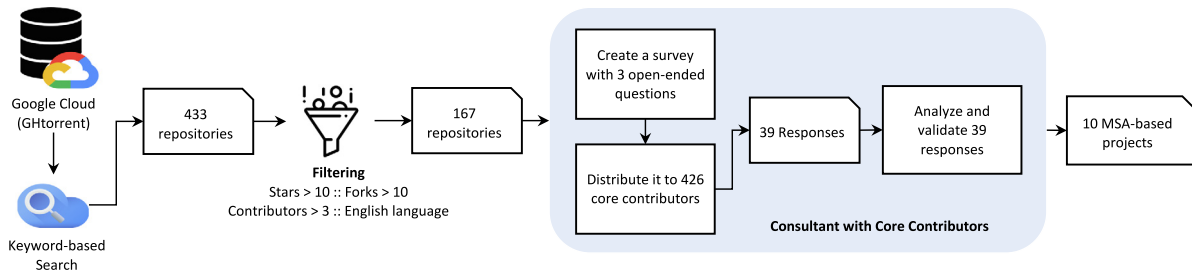 Google Cloud
(GHtorrent)
Keyword-based
Search
433
repositories
Filtering
Stars > 10 :: Forks > 10
Contributors > 3 :: English language
167
repositories
Create a survey
with 3 open-ended
questions
Distribute it to 426
core contributors
39 Responses
Analyze and
validate 39
responses
Consultant with Core Contributors
10 MSA-based
projects